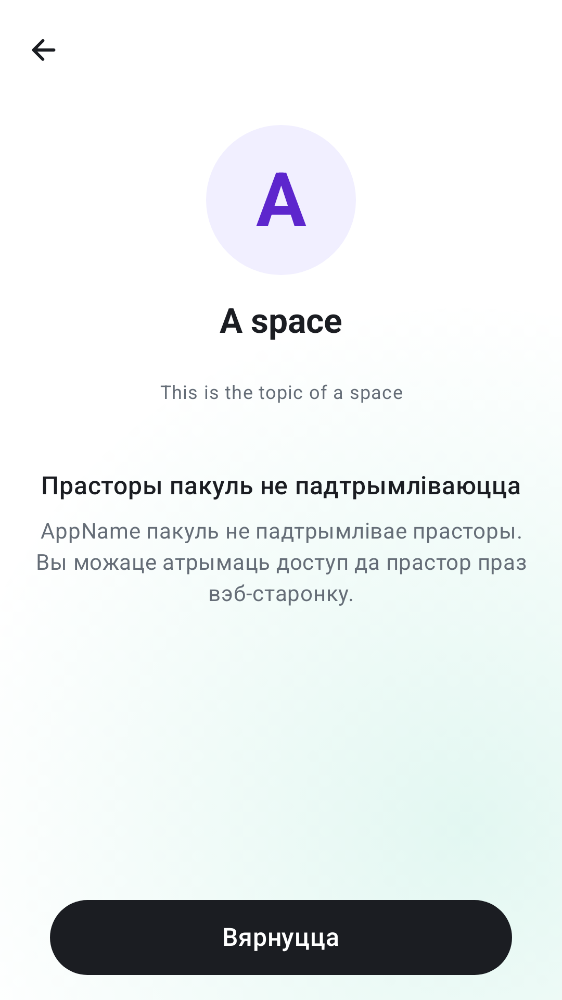 A
A space
This is the topic of a space
Прасторы пакуль не падтрымліваюцца
AppName пакуль не падтрымлівае прасторы.
Вы можаце атрымаць доступ да прастор праз
вэб-старонку.
Вярнуцца